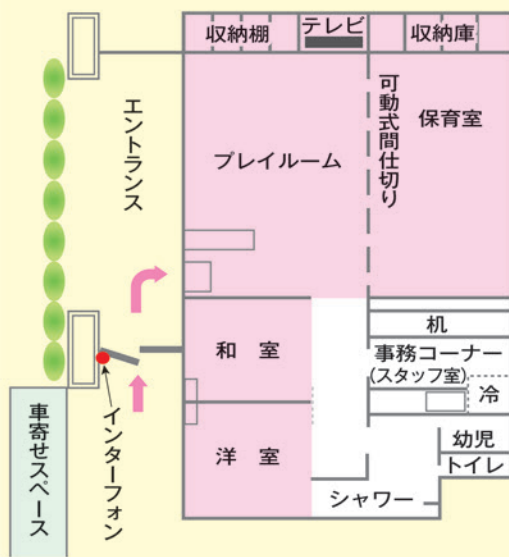 収納棚
テレビ
収納庫
エントランス
プレイルーム
可動式間仕切り
保育室
和 室
机
事務コーナー
(スタッフ室)
冷
車寄せスペース
インターフォン
洋 室
幼児
トイレ
シャワー